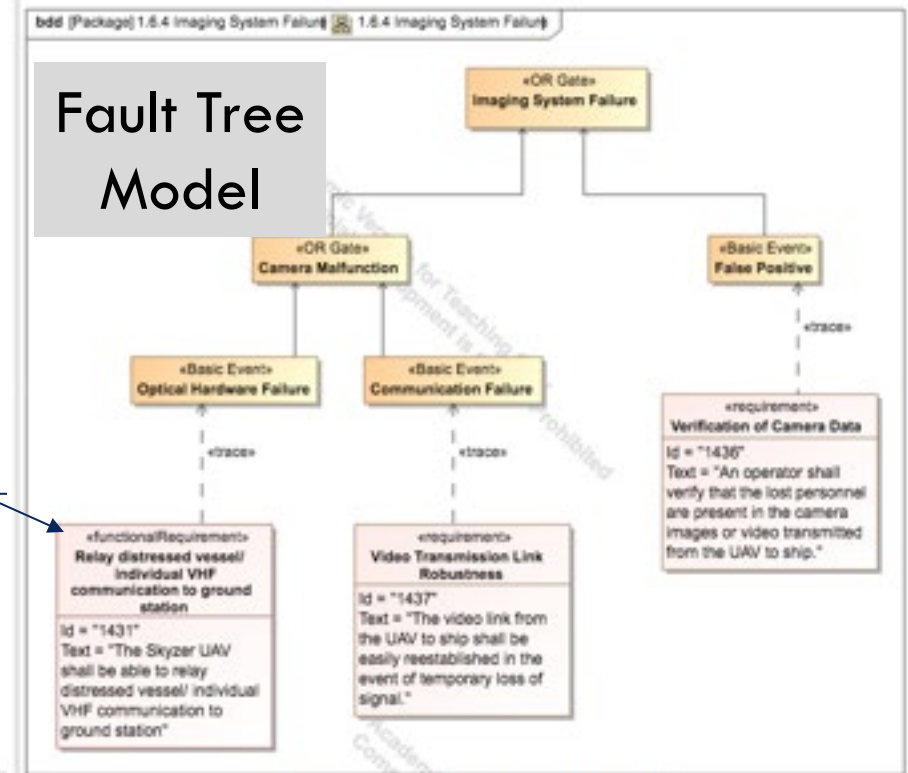 bdd [Package] 1.6.4 Imaging System Failure 1.6.4 Imaging System Failure
Fault Tree
Model
«OR Gate»
Imaging System Failure
«OR Gate»
Camera Malfunction
«Basic Event»
False Positive
«Basic Event»
Optical Hardware Failure
«Basic Event»
Communication Failure
«trace»
«trace»
«trace»
«requirement»
Verification of Camera Data
Id = "1436"
Text = "An operator shall
verify that the lost personnel
are present in the camera
images or video transmitted
from the UAV to ship."
«functionalRequirement»
Relay distressed vessel/
individual VHF
communication to ground
station
Id = "1431"
Text = "The Skyzer UAV
shall be able to relay
distressed vessel/ individual
VHF communication to
ground station"
«requirement»
Video Transmission Link
Robustness
Id = "1437"
Text = "The video link from
the UAV to ship shall be
easily reestablished in the
event of temporary loss of
signal."
for Teaching